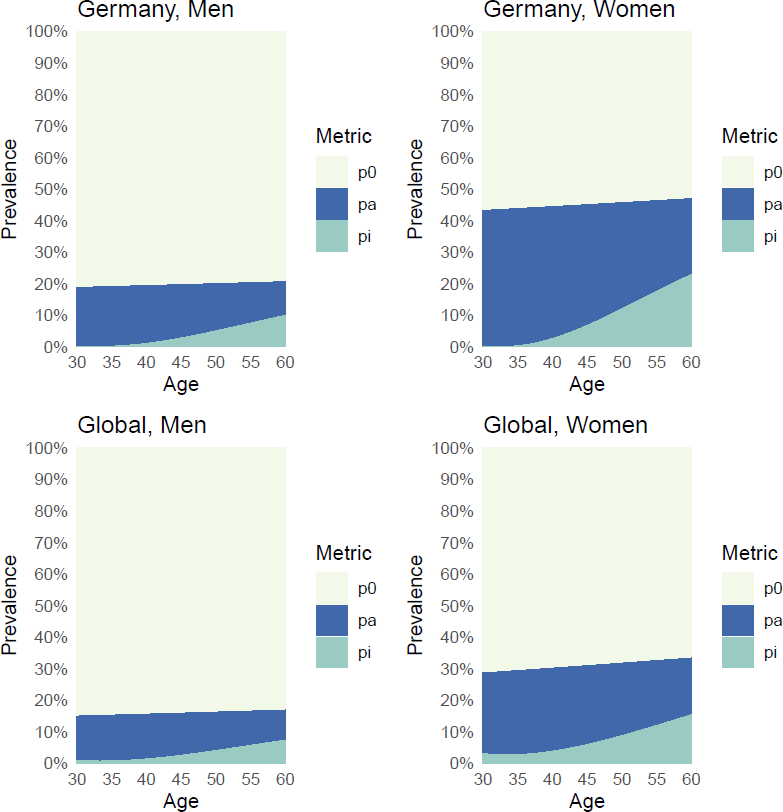 Germany, Men
100%
90%
80%
70%
60%
50%
40%
30%
20%
10%
0%
Prevalence
30 35 40 45 50 55 60
Age
Metric
p0
pa
pi
Germany, Women
100%
90%
80%
70%
60%
50%
40%
30%
20%
10%
0%
Prevalence
30 35 40 45 50 55 60
Age
Metric
p0
pa
pi
Global, Men
100%
90%
80%
70%
60%
50%
40%
30%
20%
10%
0%
Prevalence
30 35 40 45 50 55 60
Age
Metric
p0
pa
pi
Global, Women
100%
90%
80%
70%
60%
50%
40%
30%
20%
10%
0%
Prevalence
30 35 40 45 50 55 60
Age
Metric
p0
pa
pi